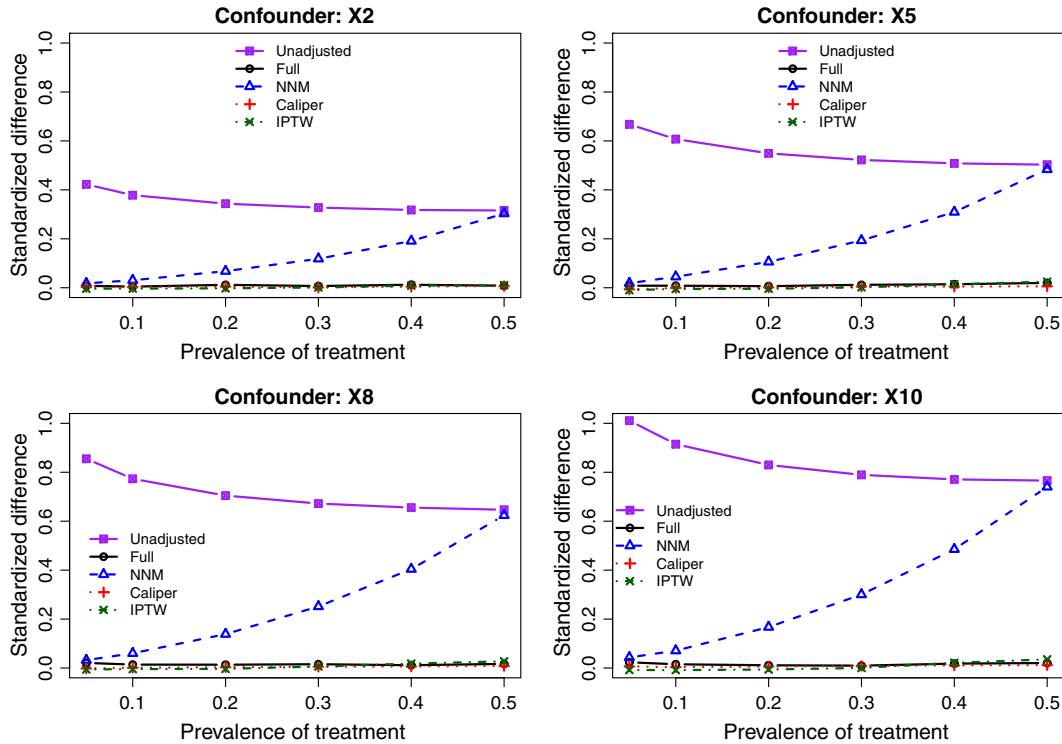 Confounder: X2
Standardized difference
1.0
0.8
0.6
0.4
0.2
0.0
Unadjusted
Full
NNM
Caliper
IPTW
0.1 0.2 0.3 0.4 0.5
Prevalence of treatment
Confounder: X5
Standardized difference
1.0
0.8
0.6
0.4
0.2
0.0
Unadjusted
Full
NNM
Caliper
IPTW
0.1 0.2 0.3 0.4 0.5
Prevalence of treatment
Confounder: X8
Standardized difference
1.0
0.8
0.6
0.4
0.2
0.0
Unadjusted
Full
NNM
Caliper
IPTW
0.1 0.2 0.3 0.4 0.5
Prevalence of treatment
Confounder: X10
Standardized difference
1.0
0.8
0.6
0.4
0.2
0.0
Unadjusted
Full
NNM
Caliper
IPTW
0.1 0.2 0.3 0.4 0.5
Prevalence of treatment